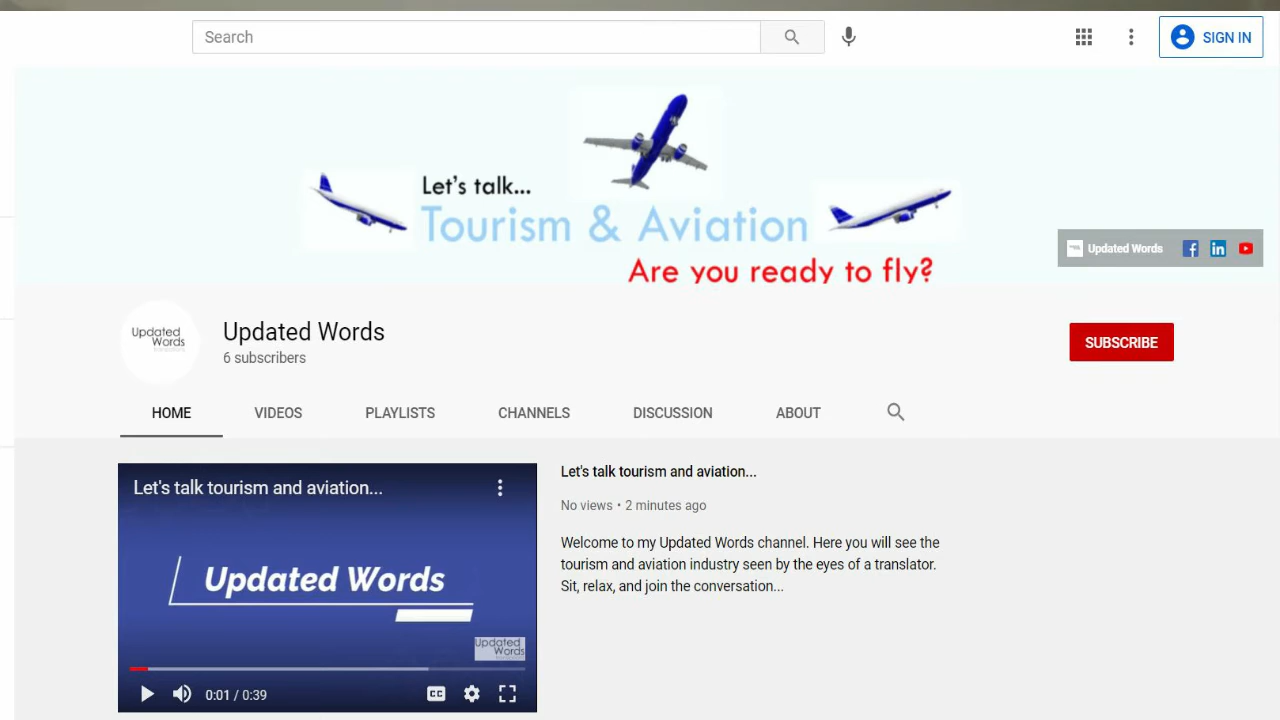 Search
SIGN IN
Let's talk...
Tourism & Aviation
Are you ready to fly?
Updated Words
Updated
Words
Updated Words
6 subscribers
SUBSCRIBE
HOME VIDEOS PLAYLISTS CHANNELS DISCUSSION ABOUT
Let's talk tourism and aviation...
Updated Words
Updated
Words
0:01 / 0:39
CC
Let's talk tourism and aviation...
No views • 2 minutes ago
Welcome to my Updated Words channel. Here you will see the
tourism and aviation industry seen by the eyes of a translator.
Sit, relax, and join the conversation...